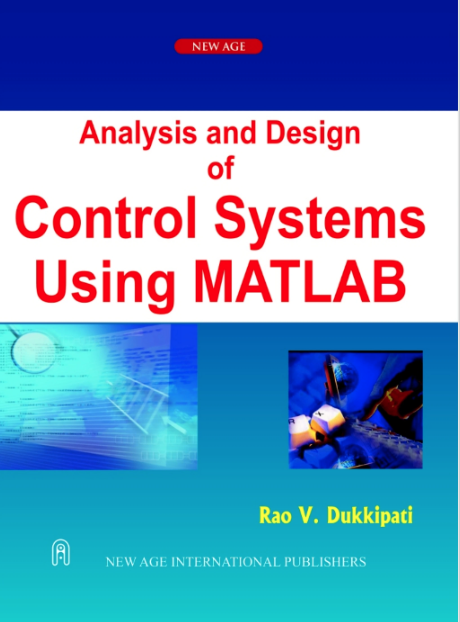 NEW AGE
Analysis and Design
of
Control Systems
Using MATLAB
Rao V. Dukkipati
NEW AGE INTERNATIONAL PUBLISHERS